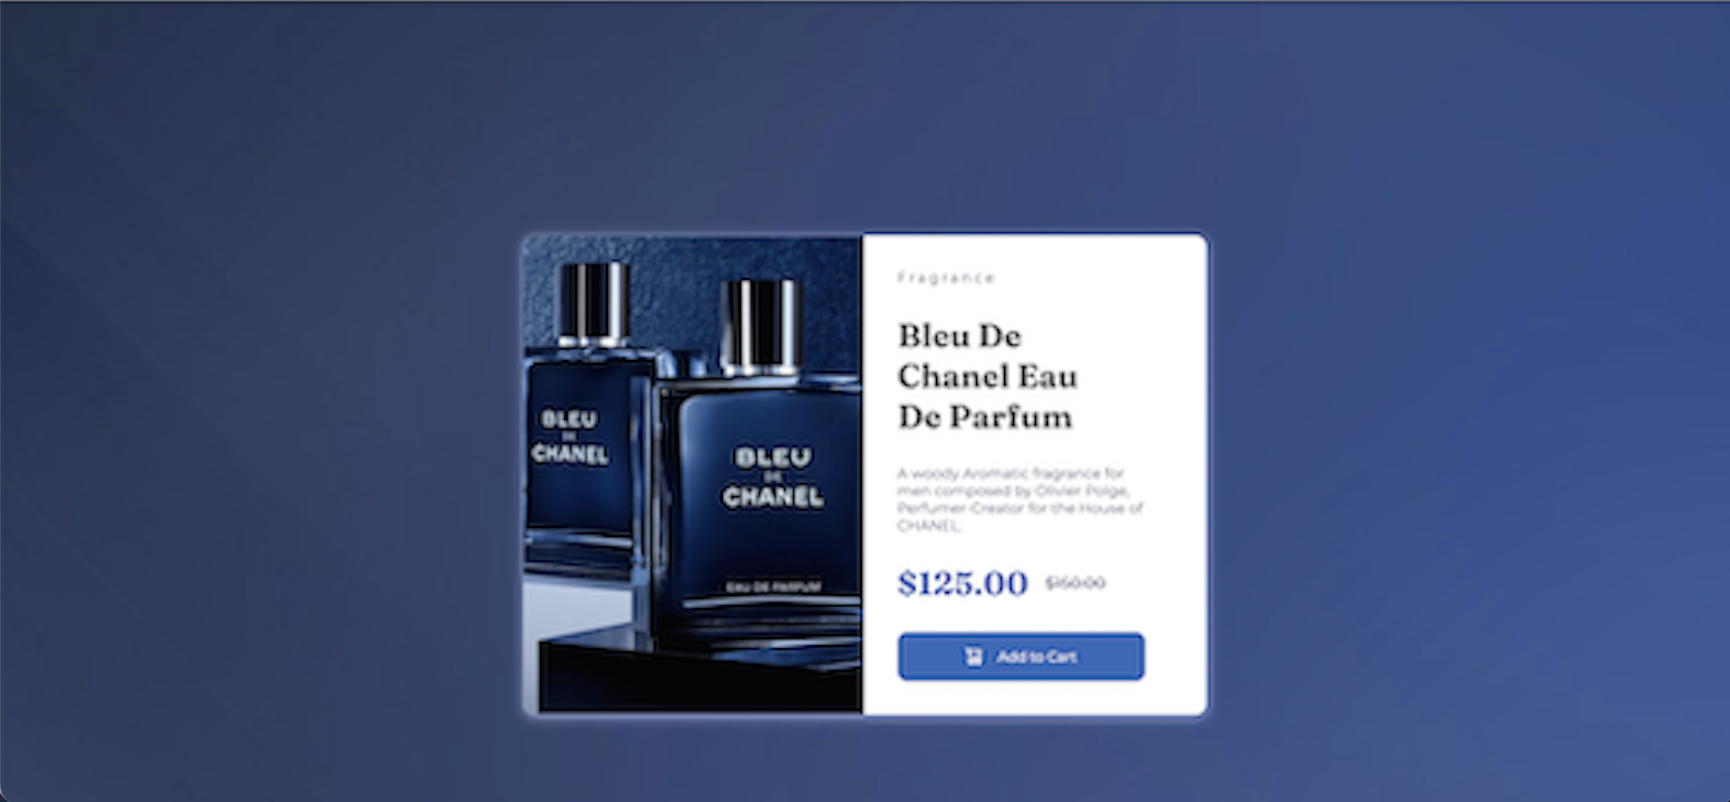 BLEU
DE
CHANEL
BLEU
DE
CHANEL
EAU DE PARFUM
Fragrance
Bleu De
Chanel Eau
De Parfum
A woody Aromatic fragrance for
men composed by Olivier Polge,
Perfumer-Creator for the House of
CHANEL.
$125.00 $160.00
Add to Cart